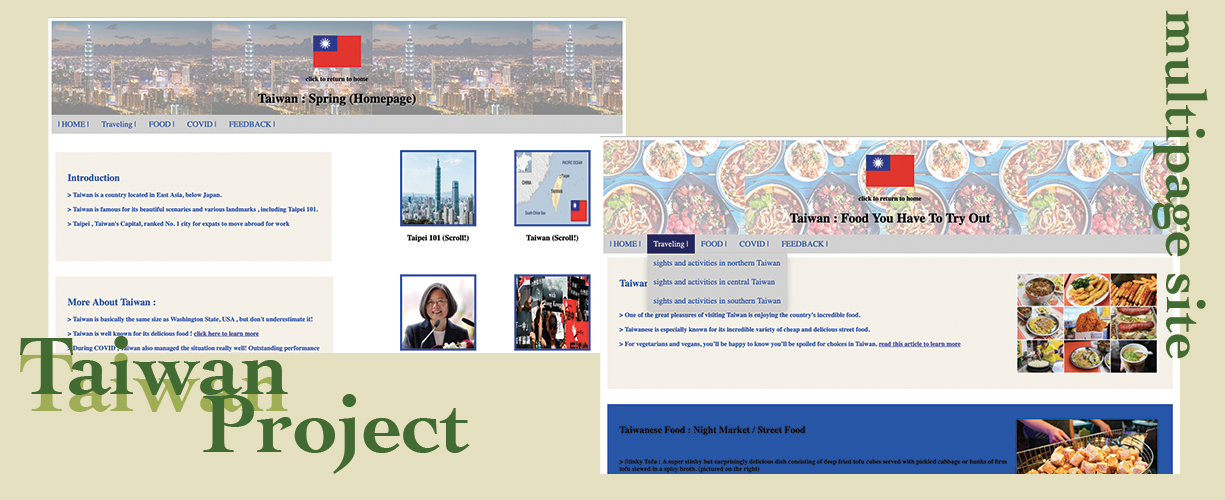 click to return to home
Taiwan : Spring (Homepage)
| HOME |
Traveling |
FOOD |
COVID |
FEEDBACK |
Introduction
> Taiwan is a country located in East Asia, below Japan.
> Taiwan is famous for its beautiful sceneries and various landmarks , including Taipei 101.
> Taipei , Taiwan's Capital, ranked No. 1 city for expats to move abroad for work
Taipei 101 (Scroll!)
PACIFIC OCEAN
CHINA
Taipei
TAIWAN
South China Sea
Taiwan (Scroll!)
More About Taiwan :
> Taiwan is basically the same size as Washington State, USA , but don't underestimate it!
> Taiwan is well known for its delicious food ! click here to learn more
During COVID , Taiwan also managed the situation really well! Outstanding performance
click to return to home
Taiwan : Food You Have To Try Out
| HOME |
Traveling |
FOOD |
COVID |
FEEDBACK |
sights and activities in northern Taiwan
sights and activities in central Taiwan
sights and activities in southern Taiwan
> One of the great pleasures of visiting Taiwan is enjoying the country's incredible food.
> Taiwanese is especially known for its incredible variety of cheap and delicious street food.
> For vegetarians and vegans, you'll be happy to know you'll be spoiled for choices in Taiwan. read this article to learn more
Taiwanese Food : Night Market / Street Food
> Stinky Tofu : A super stinky but surprisingly delicious dish consisting of deep-fried tofu cubes served with pickled cabbage or hunks of firm
tofu stewed in a spicy broth. (pictured on the right)
Taiwan
Project
multipage site